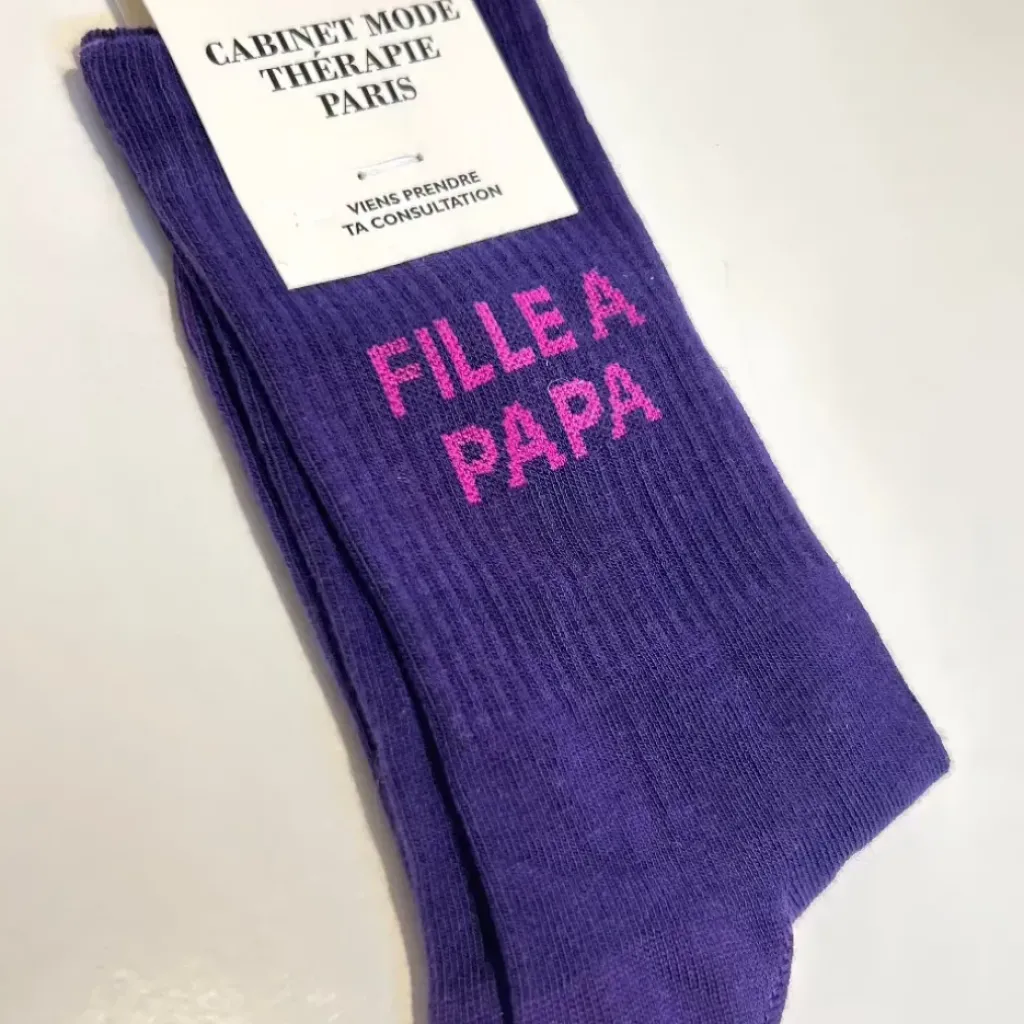 CABINET MODE
THÉRAPIE
PARIS
VIENS PRENDRE
TA CONSULTATION
FILLE A
PAPA